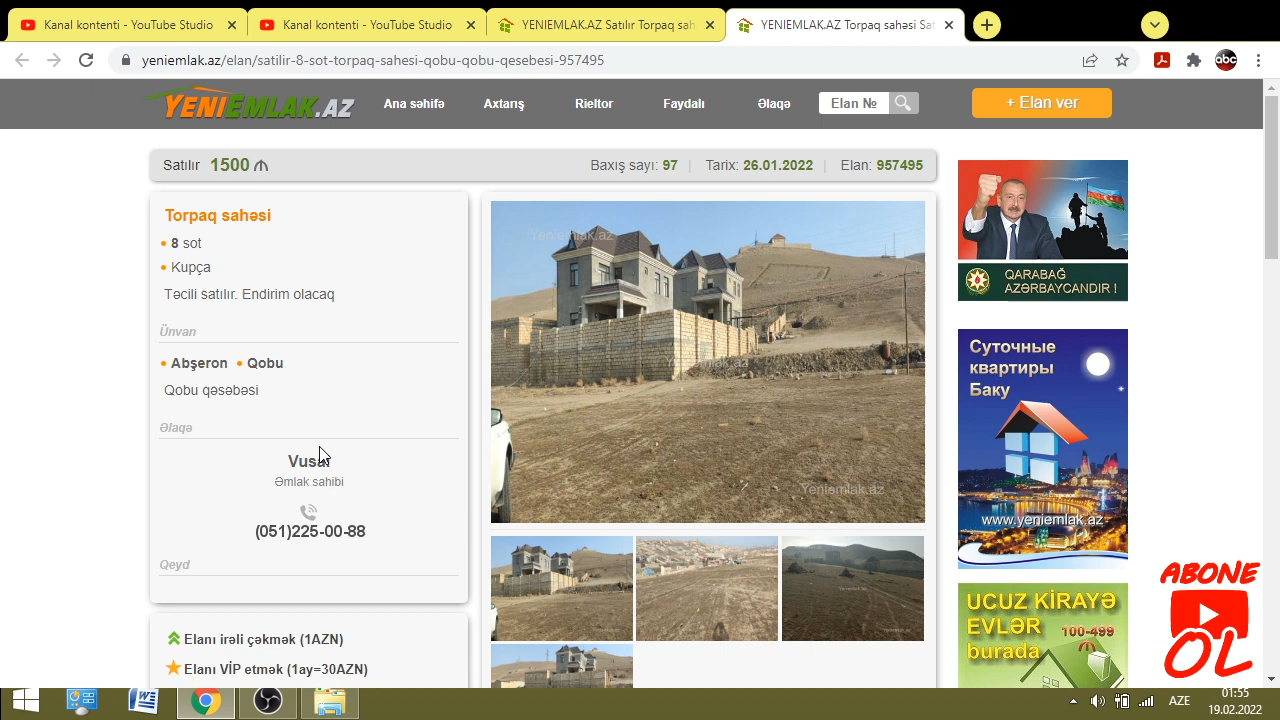 Kanal kontenti - YouTube Studio
Kanal kontenti - YouTube Studio
YENIEMLAK.AZ Satılır Torpaq sah
YENIEMLAK.AZ Torpaq sahəsi Sat
yeniemlak.az/elan/satilir-8-sot-torpaq-sahesi-qobu-qobu-qesebesi-957495
abc
YENIEMLAK.AZ
Ana səhifə
Axtarış
Rieltor
Faydalı
Əlaqə
Elan №
+ Elan ver
Satılır 1500 ₼
Baxış sayı: 97 | Tarix: 26.01.2022 | Elan: 957495
Torpaq sahəsi
8 sot
Kupça
Təcili satılır. Endirim olacaq
Ünvan
Abşeron • Qobu
Qobu qəsəbəsi
Əlaqə
Əmlak sahibi
(051)225-00-88
Qeyd
Elanı irəli çəkmək (1AZN)
Elanı VİP etmək (1ay=30AZN)
Yeniemlak.az
Yeniemlak.az
Yeniemlak.az
QARABAĞ
AZƏRBAYCANDIR !
Суточные
квартиры
Баку
www.yeniemlak.az
UCUZ KİRAYƏ
EVLƏR
100-499
burada
ABONE
OL
AZE
01:55
19.02.2022